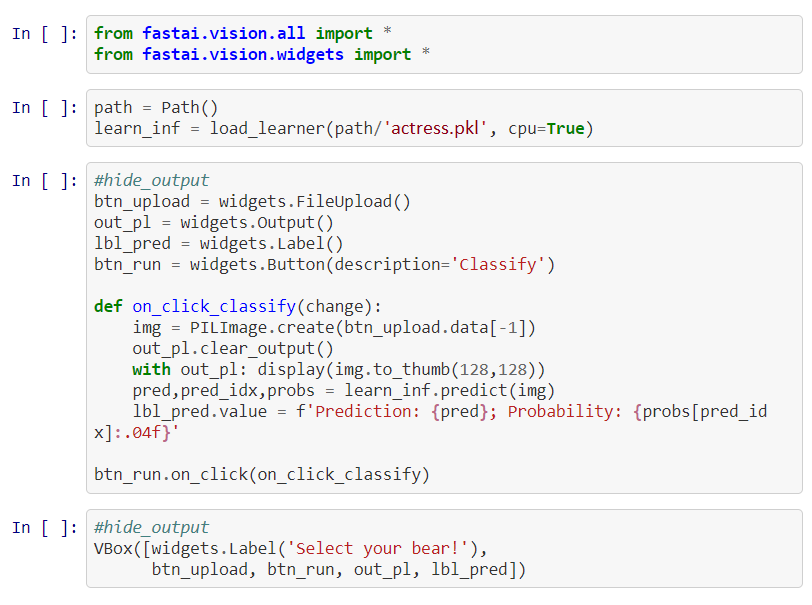 In [ ]: from fastai.vision.all import *
from fastai.vision.widgets import *
In [ ]: path = Path()
learn_inf = load_learner(path/'actress.pkl', cpu=True)
In [ ]: #hide_output
btn_upload = widgets.FileUpload()
out_pl = widgets.Output()
lbl_pred = widgets.Label()
btn_run = widgets.Button(description='Classify')
def on_click_classify(change):
    img = PILImage.create(btn_upload.data[-1])
    out_pl.clear_output()
    with out_pl: display(img.to_thumb(128,128))
    pred,pred_idx,probs = learn_inf.predict(img)
    lbl_pred.value = f'Prediction: {pred}; Probability: {probs[pred_id
x]:.04f}'
btn_run.on_click(on_click_classify)
In [ ]: #hide_output
VBox([widgets.Label('Select your bear!'),
      btn_upload, btn_run, out_pl, lbl_pred])